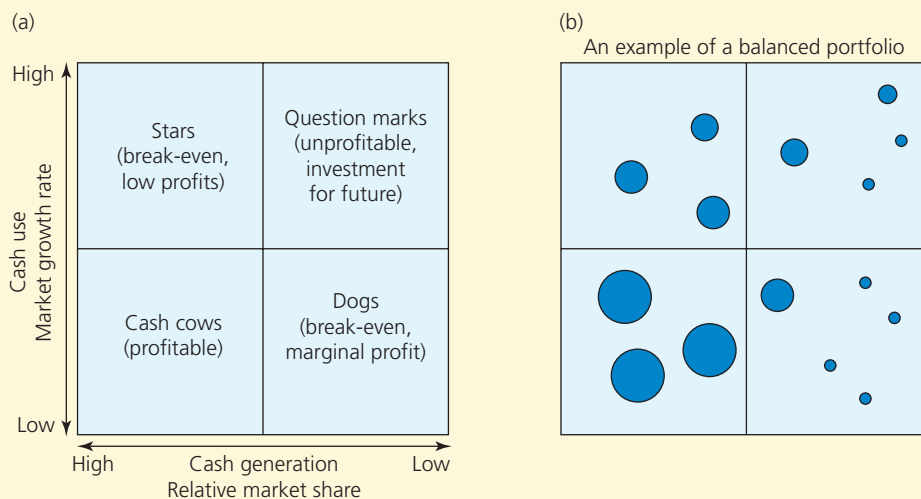 (a)
High
Stars
(break-even,
low profits)
Question marks
(unprofitable,
investment
for future)
Cash use
Market growth rate
Cash cows
(profitable)
Dogs
(break-even,
marginal profit)
Low
High
Cash generation
Low
Relative market share
(b)
An example of a balanced portfolio